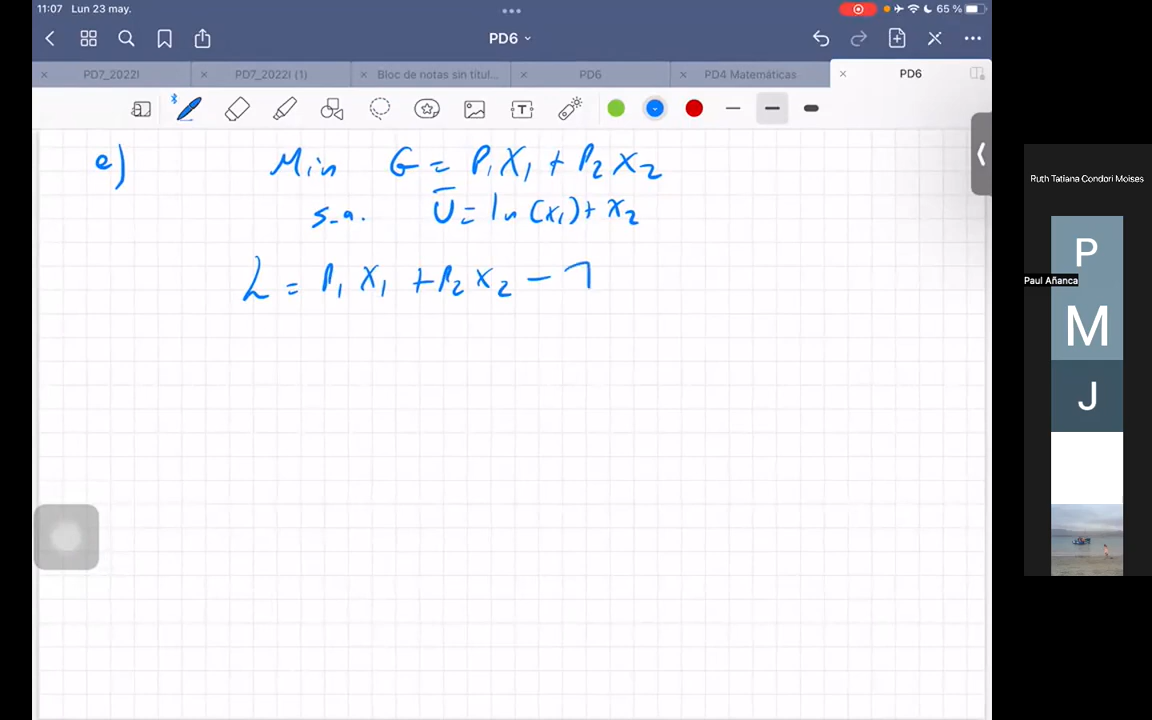 11:07 Lun 23 may.
65 %
PD6
PD7_2022I
PD7_2022I (1)
Bloc de notas sin títul...
PD6
PD4 Matemáticas
PD6
e) Min G = P₁X₁ + P₂X₂
s.a. U̅ = ln(x₁) + x₂
L = P₁X₁ + P₂X₂ -
Ruth Tatiana Condori Moises
P
Paul Añanca
M
J